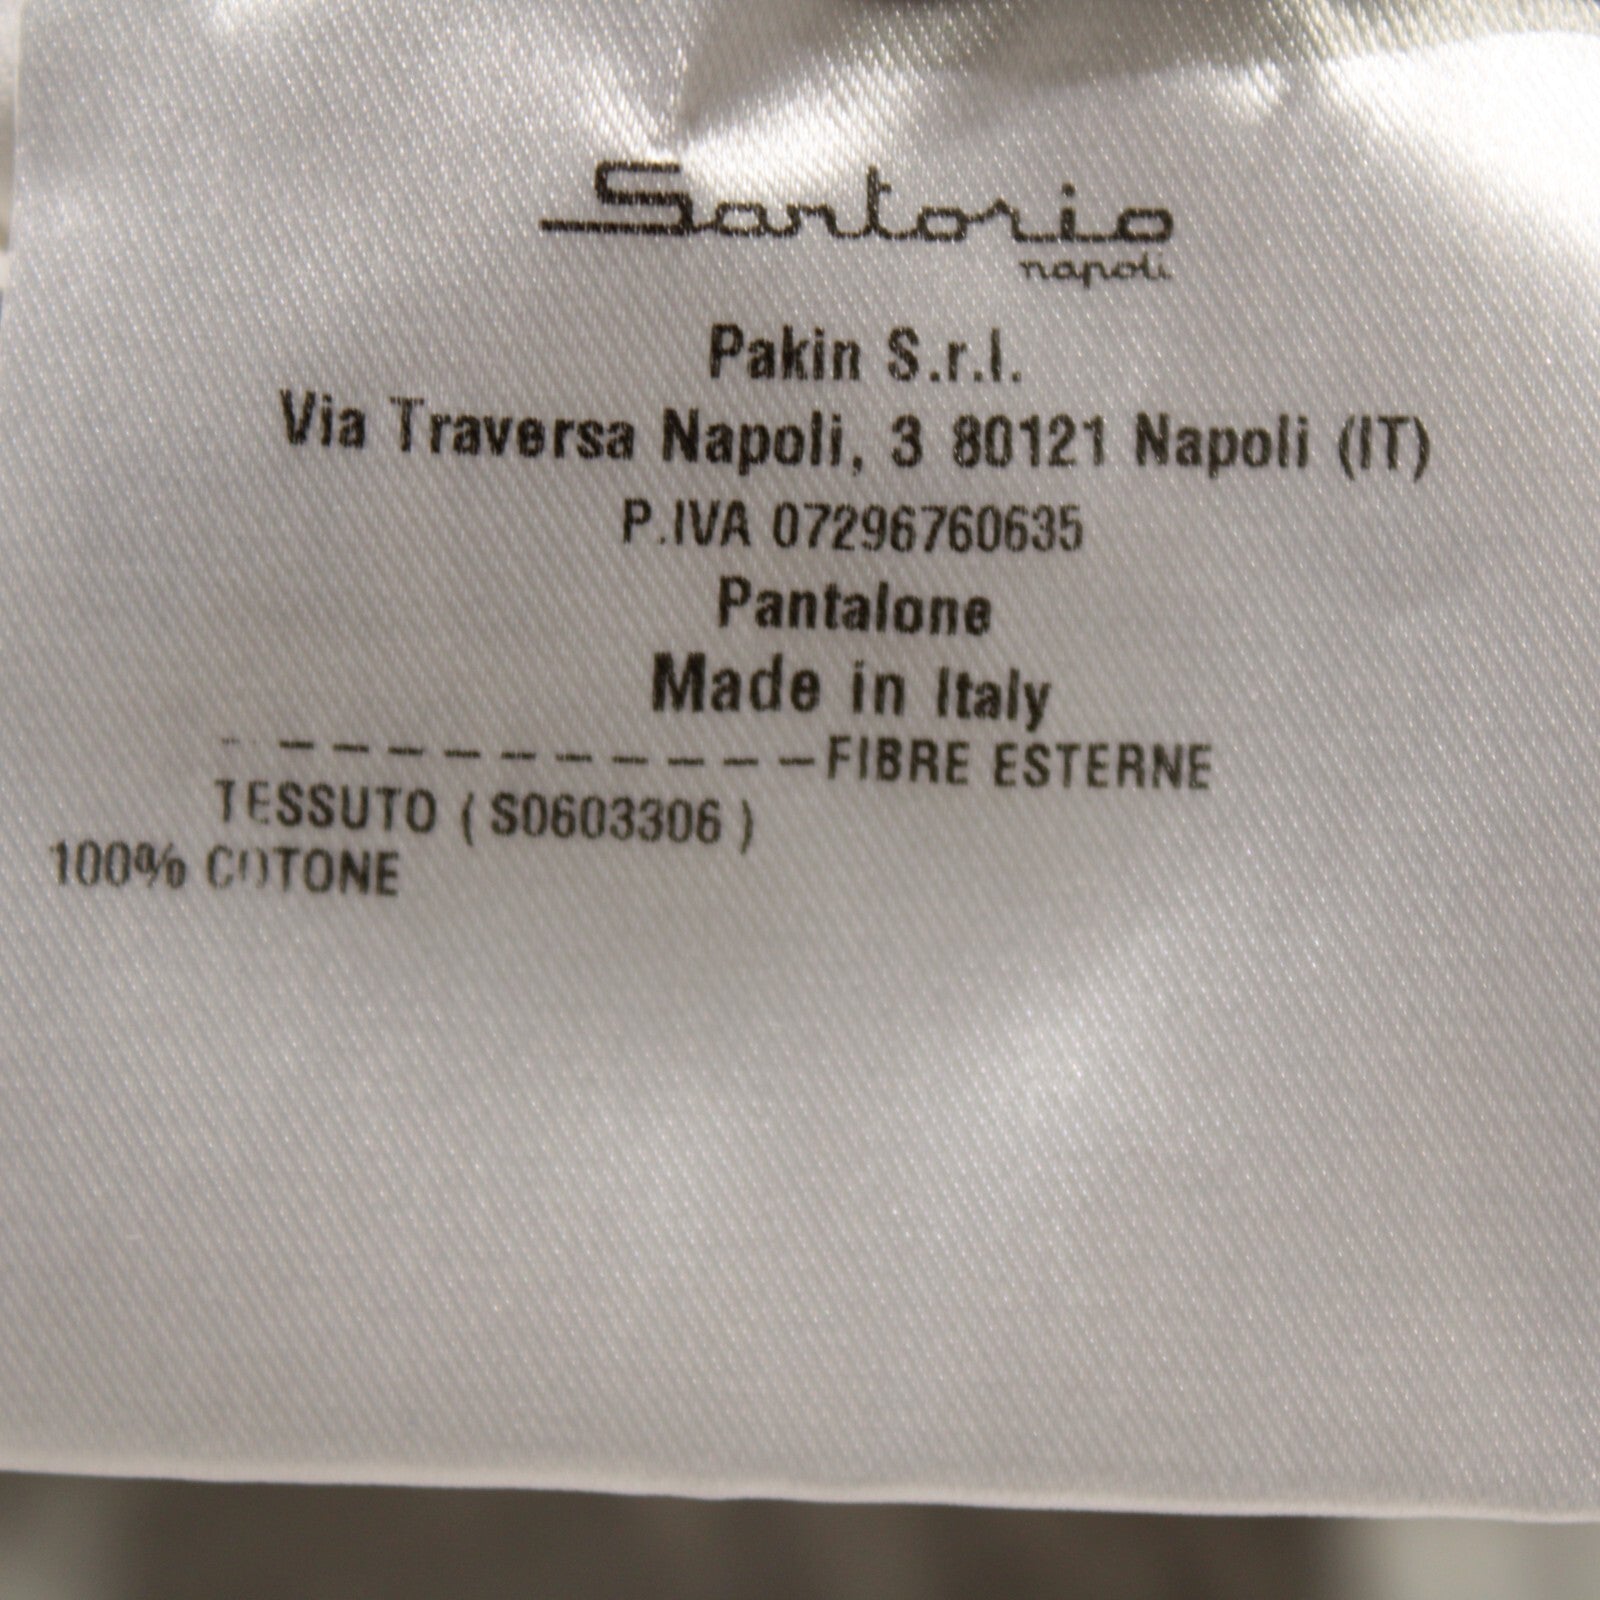 Sartorio
napoli
Pakin S.r.l.
Via Traversa Napoli, 3 80121 Napoli (IT)
P.IVA 07296760635
Pantalone
Made in Italy
- - - - - - - - - - - -FIBRE ESTERNE
TESSUTO ( S0603306 )
100% COTONE